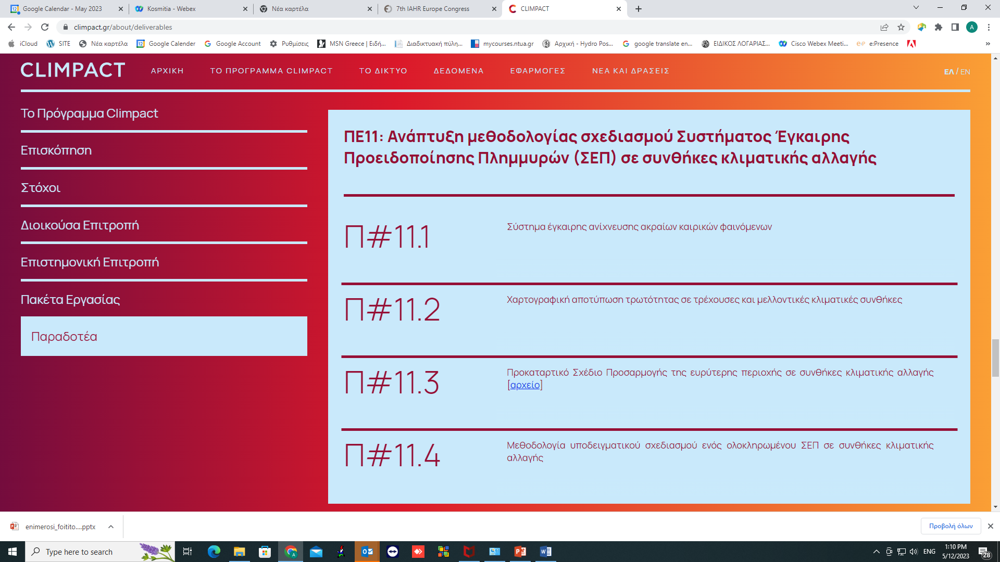 Google Calendar - May 2023
Kosmitia - Webex
Νέα καρτέλα
7th IAHR Europe Congress
CLIMPACT
climpact.gr/about/deliverables
A
iCloud
SITE
Νέα καρτέλα
Google Calender
Google Account
Ρυθμίσεις
MSN Greece | Ειδή...
Διαδικτυακή πύλη...
mycourses.ntua.gr
Αρχική - Hydro Pos...
google translate en...
ΕΙΔΙΚΟΣ ΛΟΓΑΡΙΑΣ...
Cisco Webex Meeti...
e:Presence
»
CLIMPACT
ΑΡΧΙΚΗ
ΤΟ ΠΡΟΓΡΑΜΜΑ CLIMPACT
ΤΟ ΔΙΚΤΥΟ
ΔΕΔΟΜΕΝΑ
ΕΦΑΡΜΟΓΕΣ
ΝΕΑ ΚΑΙ ΔΡΑΣΕΙΣ
ΕΛ / EN
Το Πρόγραμμα Climpact
Επισκόπηση
Στόχοι
Διοικούσα Επιτροπή
Επιστημονική Επιτροπή
Πακέτα Εργασίας
Παραδοτέα
ΠΕ11: Ανάπτυξη μεθοδολογίας σχεδιασμού Συστήματος Έγκαιρης
Προειδοποίησης Πλημμυρών (ΣΕΠ) σε συνθήκες κλιματικής αλλαγής
Π#11.1
Σύστημα έγκαιρης ανίχνευσης ακραίων καιρικών φαινόμενων
Π#11.2
Χαρτογραφική αποτύπωση τρωτότητας σε τρέχουσες και μελλοντικές κλιματικές συνθήκες
Π#11.3
Προκαταρτικό Σχέδιο Προσαρμογής της ευρύτερης περιοχής σε συνθήκες κλιματικής αλλαγής
[αρχείο]
Π#11.4
Μεθοδολογία υποδειγματικού σχεδιασμού ενός ολοκληρωμένου ΣΕΠ σε συνθήκες κλιματικής
αλλαγής
enimerosi_foitito....pptx
Προβολή όλων
Type here to search
ENG
1:10 PM
5/12/2023
28